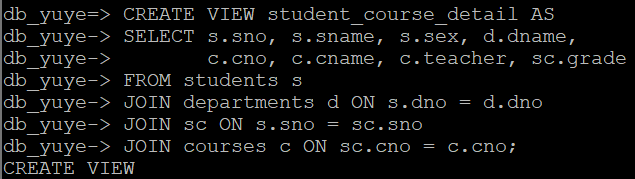 db_yuye=> CREATE VIEW student_course_detail AS
db_yuye-> SELECT s.sno, s.sname, s.sex, d.dname,
db_yuye->        c.cno, c.cname, c.teacher, sc.grade
db_yuye-> FROM students s
db_yuye-> JOIN departments d ON s.dno = d.dno
db_yuye-> JOIN sc ON s.sno = sc.sno
db_yuye-> JOIN courses c ON sc.cno = c.cno;
CREATE VIEW